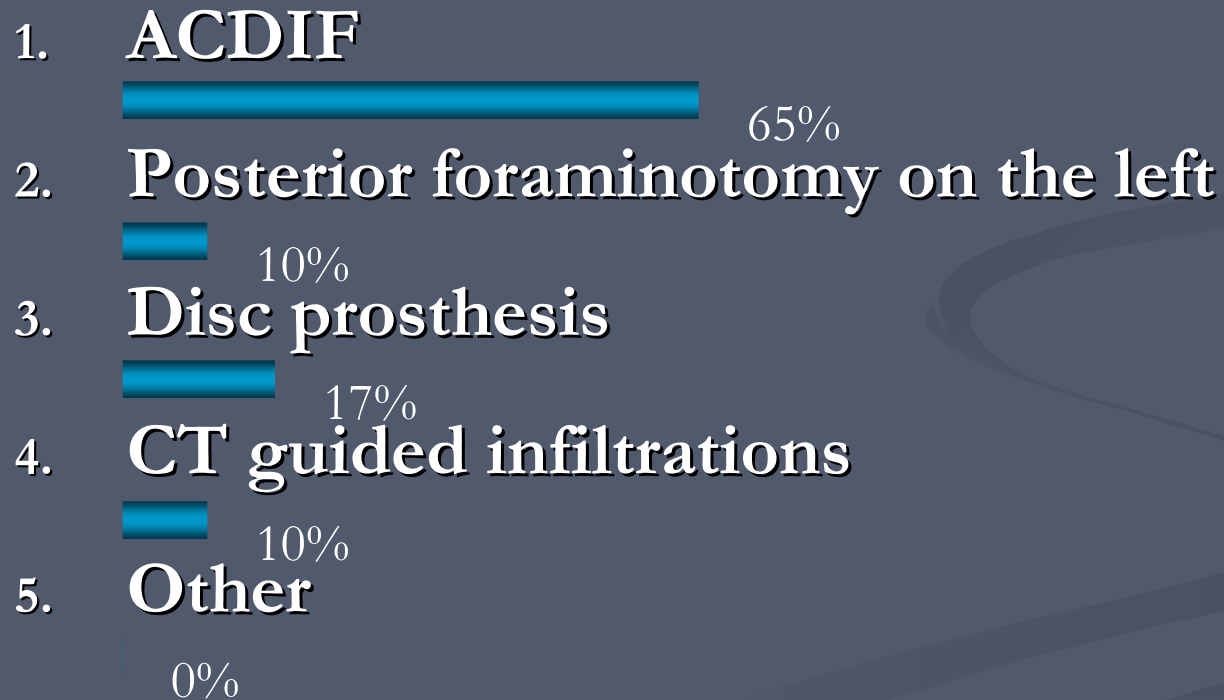 1. ACDIF
65%
2. Posterior foraminotomy on the left
10%
3. Disc prosthesis
17%
4. CT guided infiltrations
10%
5. Other
0%